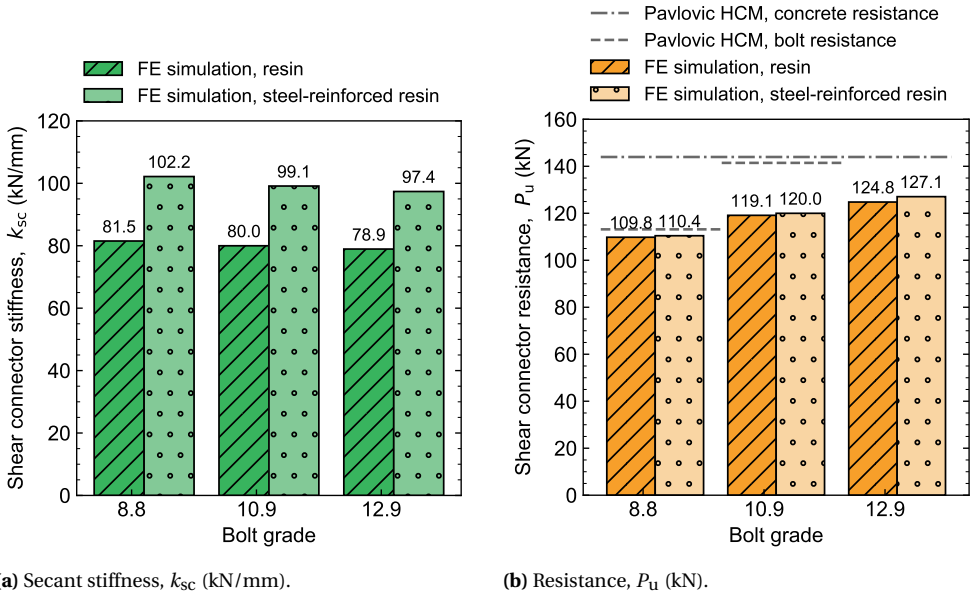 FE simulation, resin
FE simulation, steel-reinforced resin
Shear connector stiffness, ksc (kN/mm)
120
100
80
60
40
20
0
81.5
102.2
80.0
99.1
78.9
97.4
8.8
10.9
12.9
Bolt grade
(a) Secant stiffness, ksc (kN/mm).
Pavlovic HCM, concrete resistance
Pavlovic HCM, bolt resistance
FE simulation, resin
FE simulation, steel-reinforced resin
Shear connector resistance, Pu (kN)
160
140
120
100
80
60
40
20
0
109.8
110.4
119.1
120.0
124.8
127.1
8.8
10.9
12.9
Bolt grade
(b) Resistance, Pu (kN).